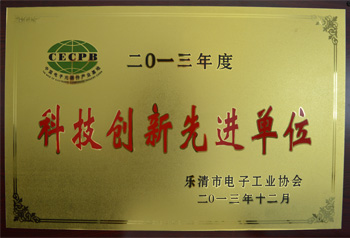 CECPB
二〇一三年度
科技创新先进单位
乐清市电子工业协会
二〇一三年十二月